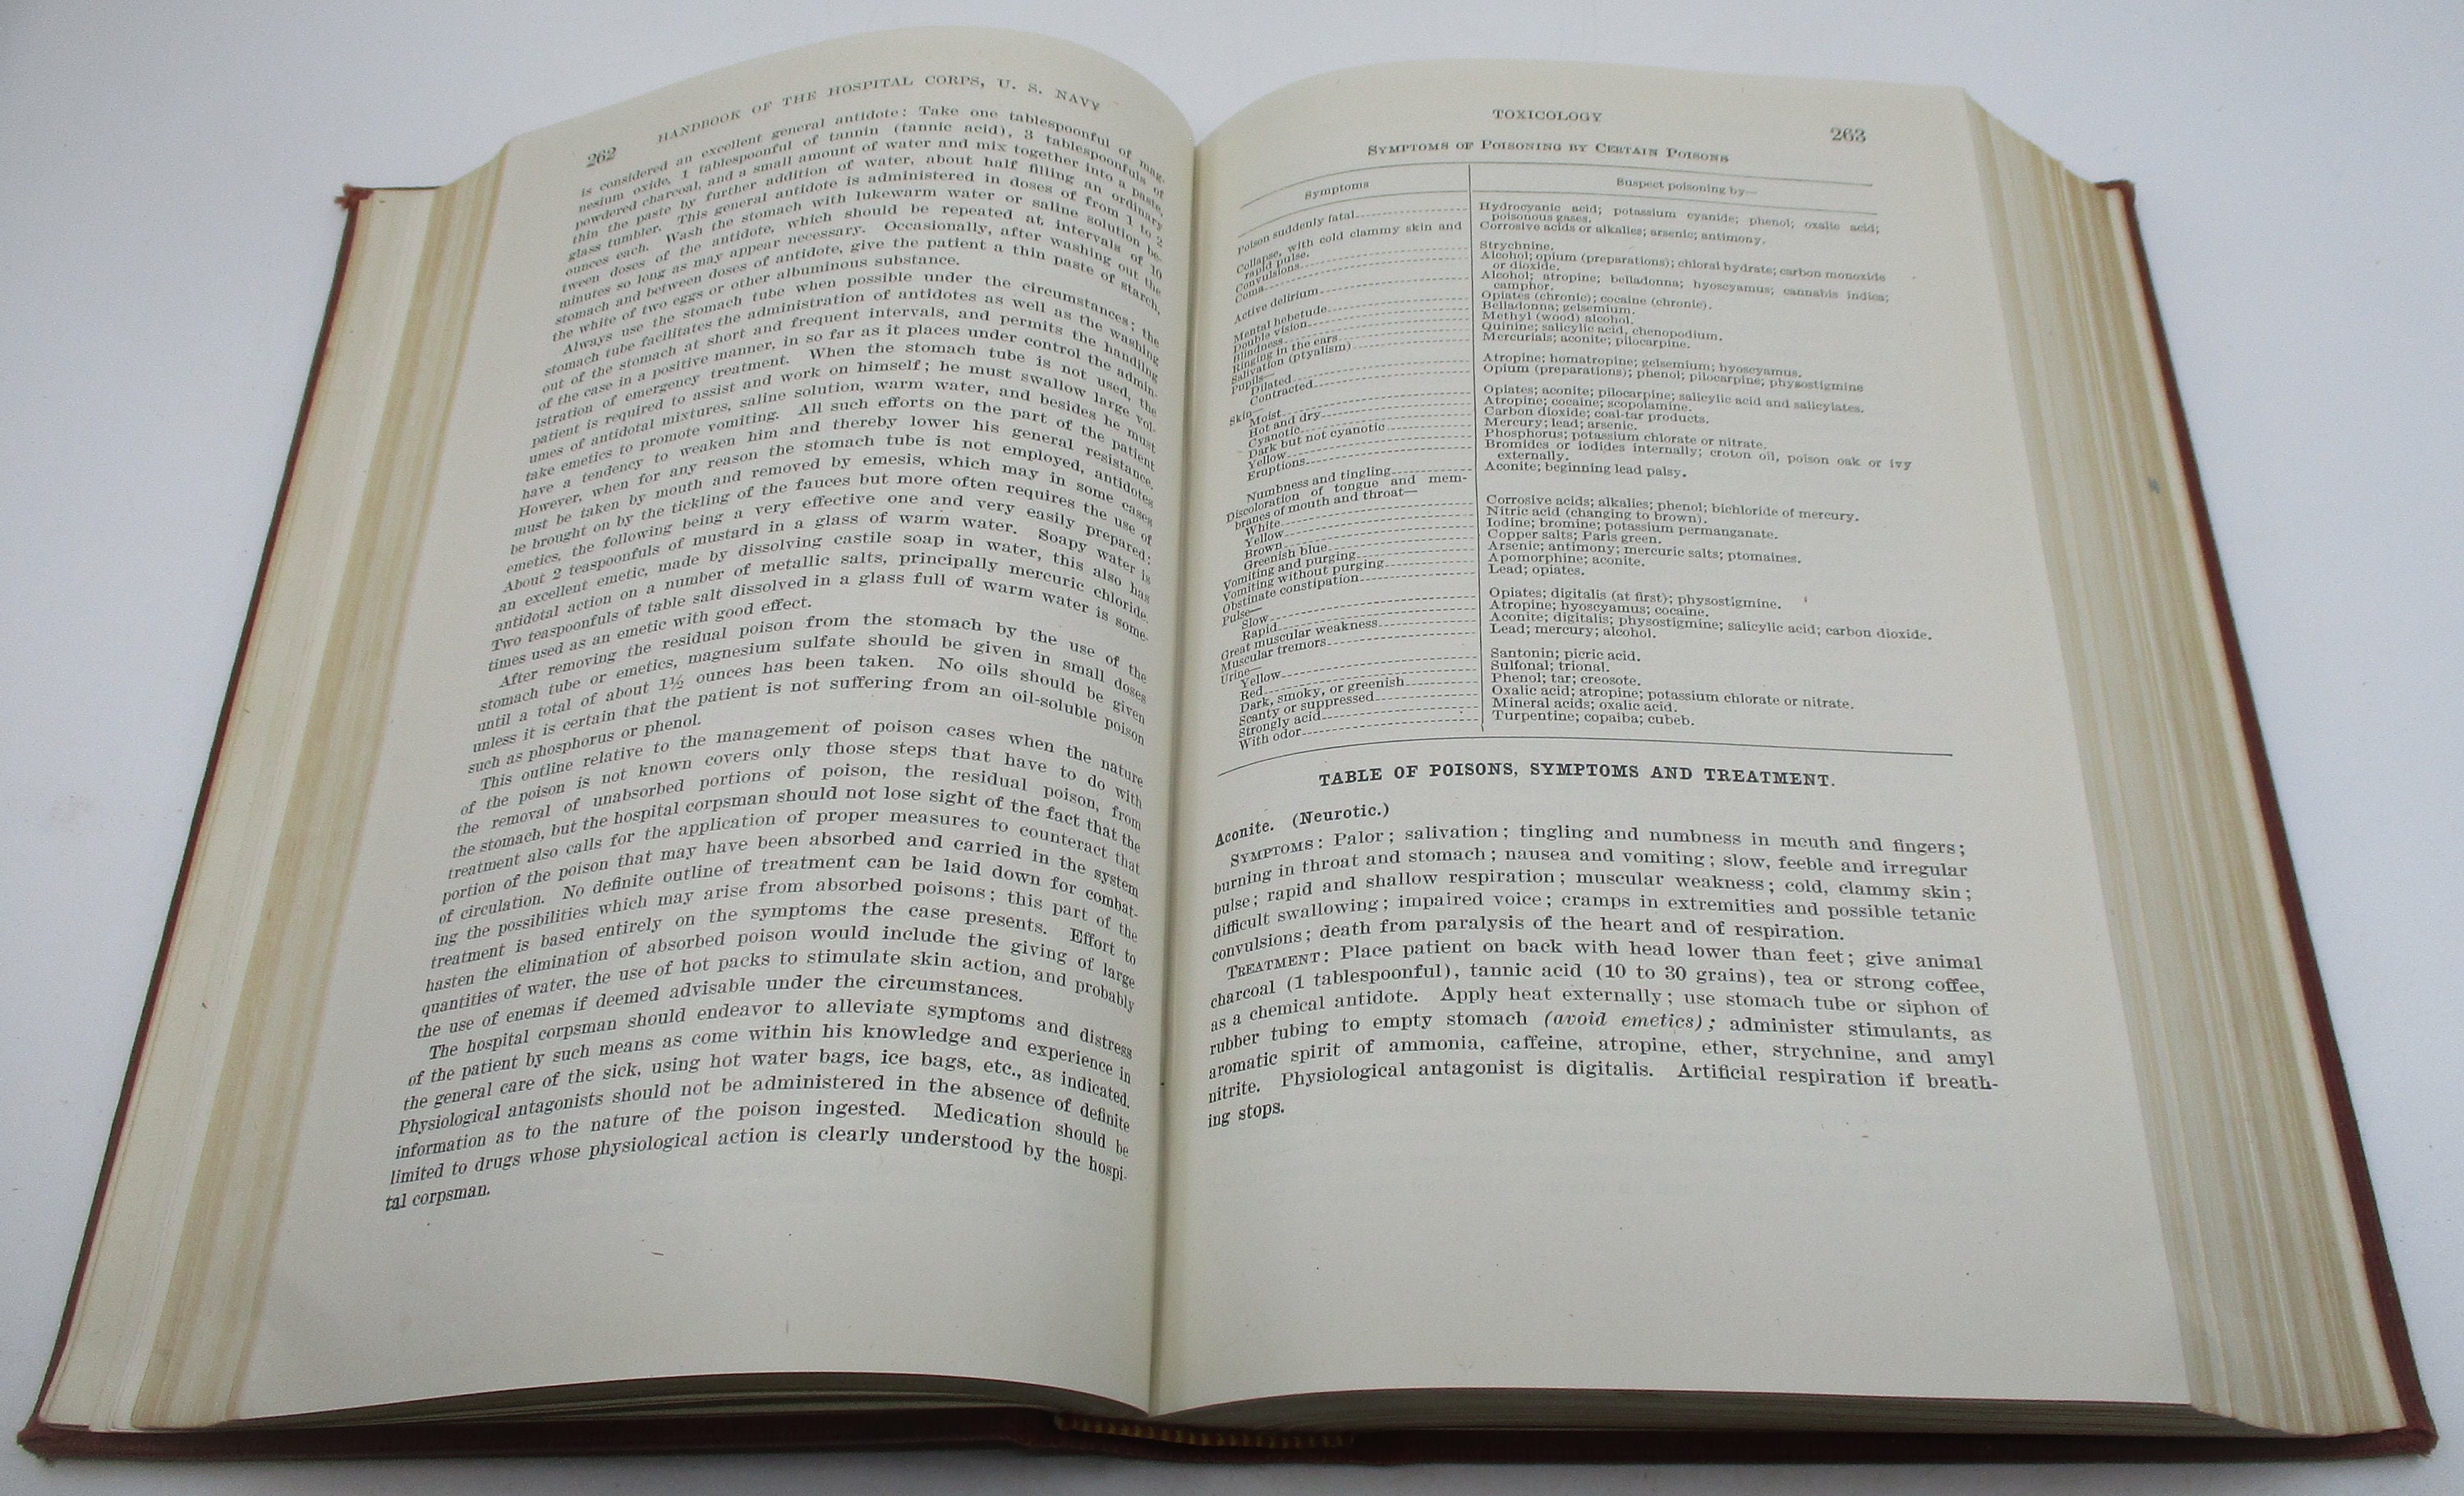 262
HANDBOOK OF THE HOSPITAL CORPS, U. S. NAVY
is considered an excellent general antidote: Take one tablespoonful of mag-
nesium oxide, 1 tablespoonful of tannin (tannic acid), 3 tablespoonfuls of
powdered charcoal, and a small amount of water and mix together into a paste,
thin the paste by further addition of water, about half filling an ordinary
glass tumbler. This general antidote is administered in doses of from 1 to 2
ounces each. Wash the stomach with lukewarm water or saline solution be-
tween doses of the antidote, which should be repeated at intervals of 10
minutes so long as may appear necessary. Occasionally, after washing out the
stomach and between doses of antidote, give the patient a thin paste of starch,
the white of two eggs or other albuminous substance.
Always use the stomach tube when possible under the circumstances; the
stomach tube facilitates the administration of antidotes as well as the washing
out of the stomach at short and frequent intervals, and permits the handling
of the case in a positive manner, in so far as it places under control the admin-
istration of emergency treatment. When the stomach tube is not used, the
patient is required to assist and work on himself; he must swallow large vol-
umes of antidotal mixtures, saline solution, warm water, and besides he must
take emetics to promote vomiting. All such efforts on the part of the patient
have a tendency to weaken him and thereby lower his general resistance.
However, when for any reason the stomach tube is not employed, antidotes
must be taken by mouth and removed by emesis, which may in some cases
be brought on by the tickling of the fauces but more often requires the use of
emetics, the following being a very effective one and very easily prepared:
About 2 teaspoonfuls of mustard in a glass of warm water. Soapy water is
an excellent emetic, made by dissolving castile soap in water, this also has
antidotal action on a number of metallic salts, principally mercuric chloride.
Two teaspoonfuls of table salt dissolved in a glass full of warm water is some-
times used as an emetic with good effect.
After removing the residual poison from the stomach by the use of the
stomach tube or emetics, magnesium sulfate should be given in small doses
until a total of about 1½ ounces has been taken. No oils should be given
unless it is certain that the patient is not suffering from an oil-soluble poison
such as phosphorus or phenol.
This outline relative to the management of poison cases when the nature
of the poison is not known covers only those steps that have to do with
the removal of unabsorbed portions of poison, the residual poison, from
the stomach, but the hospital corpsman should not lose sight of the fact that the
treatment also calls for the application of proper measures to counteract that
portion of the poison that may have been absorbed and carried in the system
of circulation. No definite outline of treatment can be laid down for combat-
ing the possibilities which may arise from absorbed poisons; this part of the
treatment is based entirely on the symptoms the case presents. Effort to
hasten the elimination of absorbed poison would include the giving of large
quantities of water, the use of hot packs to stimulate skin action, and probably
the use of enemas if deemed advisable under the circumstances.
The hospital corpsman should endeavor to alleviate symptoms and distress
of the patient by such means as come within his knowledge and experience in
the general care of the sick, using hot water bags, ice bags, etc., as indicated.
Physiological antagonists should not be administered in the absence of definite
information as to the nature of the poison ingested. Medication should be
limited to drugs whose physiological action is clearly understood by the hospi-
tal corpsman.
TOXICOLOGY
263
SYMPTOMS OF POISONING BY CERTAIN POISONS
Symptoms Suspect poisoning by—
Poison suddenly fatal Hydrocyanic acid; potassium cyanide; phenol; oxalic acid;
poisonous gases.
Collapse, with cold clammy skin and Corrosive acids or alkalies; arsenic; antimony.
rapid pulse.
Convulsions Strychnine.
Coma Alcohol; opium (preparations); chloral hydrate; carbon monoxide
or dioxide.
Active delirium Alcohol; atropine; belladonna; hyoscyamus; cannabis indica;
camphor.
Mental hebetude Opiates (chronic); cocaine (chronic).
Double vision Belladonna; gelsemium.
Blindness Methyl (wood) alcohol.
Ringing in the ears Quinine; salicylic acid, chenopodium.
Salivation (ptyalism) Mercurials; aconite; pilocarpine.
Pupils—
Dilated Atropine; homatropine; gelsemium; hyoscyamus.
Contracted Opium (preparations); phenol; pilocarpine; physostigmine
Skin—
Moist Opiates; aconite; pilocarpine; salicylic acid and salicylates.
Hot and dry Atropine; cocaine; scopolamine.
Cyanotic Carbon dioxide; coal-tar products.
Dark but not cyanotic Mercury; lead; arsenic.
Yellow Phosphorus; potassium chlorate or nitrate.
Eruptions Bromides or iodides internally; croton oil, poison oak or ivy
externally.
Numbness and tingling Aconite; beginning lead palsy.
Discoloration of tongue and mem-
branes of mouth and throat—
White Corrosive acids; alkalies; phenol; bichloride of mercury.
Yellow Nitric acid (changing to brown).
Brown Iodine; bromine; potassium permanganate.
Greenish blue Copper salts; Paris green.
Vomiting and purging Arsenic; antimony; mercuric salts; ptomaines.
Vomiting without purging Apomorphine; aconite.
Obstinate constipation Lead; opiates.
Pulse—
Slow Opiates; digitalis (at first); physostigmine.
Rapid Atropine; hyoscyamus; cocaine.
Great muscular weakness Aconite; digitalis; physostigmine; salicylic acid; carbon dioxide.
Muscular tremors Lead; mercury; alcohol.
Urine—
Yellow Santonin; picric acid.
Red Sulfonal; trional.
Dark, smoky, or greenish Phenol; tar; creosote.
Scanty or suppressed Oxalic acid; atropine; potassium chlorate or nitrate.
Strongly acid Mineral acids; oxalic acid.
With odor Turpentine; copaiba; cubeb.
TABLE OF POISONS, SYMPTOMS AND TREATMENT.
Aconite. (Neurotic.)
SYMPTOMS: Palor; salivation; tingling and numbness in mouth and fingers;
burning in throat and stomach; nausea and vomiting; slow, feeble and irregular
pulse; rapid and shallow respiration; muscular weakness; cold, clammy skin;
difficult swallowing; impaired voice; cramps in extremities and possible tetanic
convulsions; death from paralysis of the heart and of respiration.
TREATMENT: Place patient on back with head lower than feet; give animal
charcoal (1 tablespoonful), tannic acid (10 to 30 grains), tea or strong coffee,
as a chemical antidote. Apply heat externally; use stomach tube or siphon of
rubber tubing to empty stomach (avoid emetics); administer stimulants, as
aromatic spirit of ammonia, caffeine, atropine, ether, strychnine, and amyl
nitrite. Physiological antagonist is digitalis. Artificial respiration if breath-
ing stops.